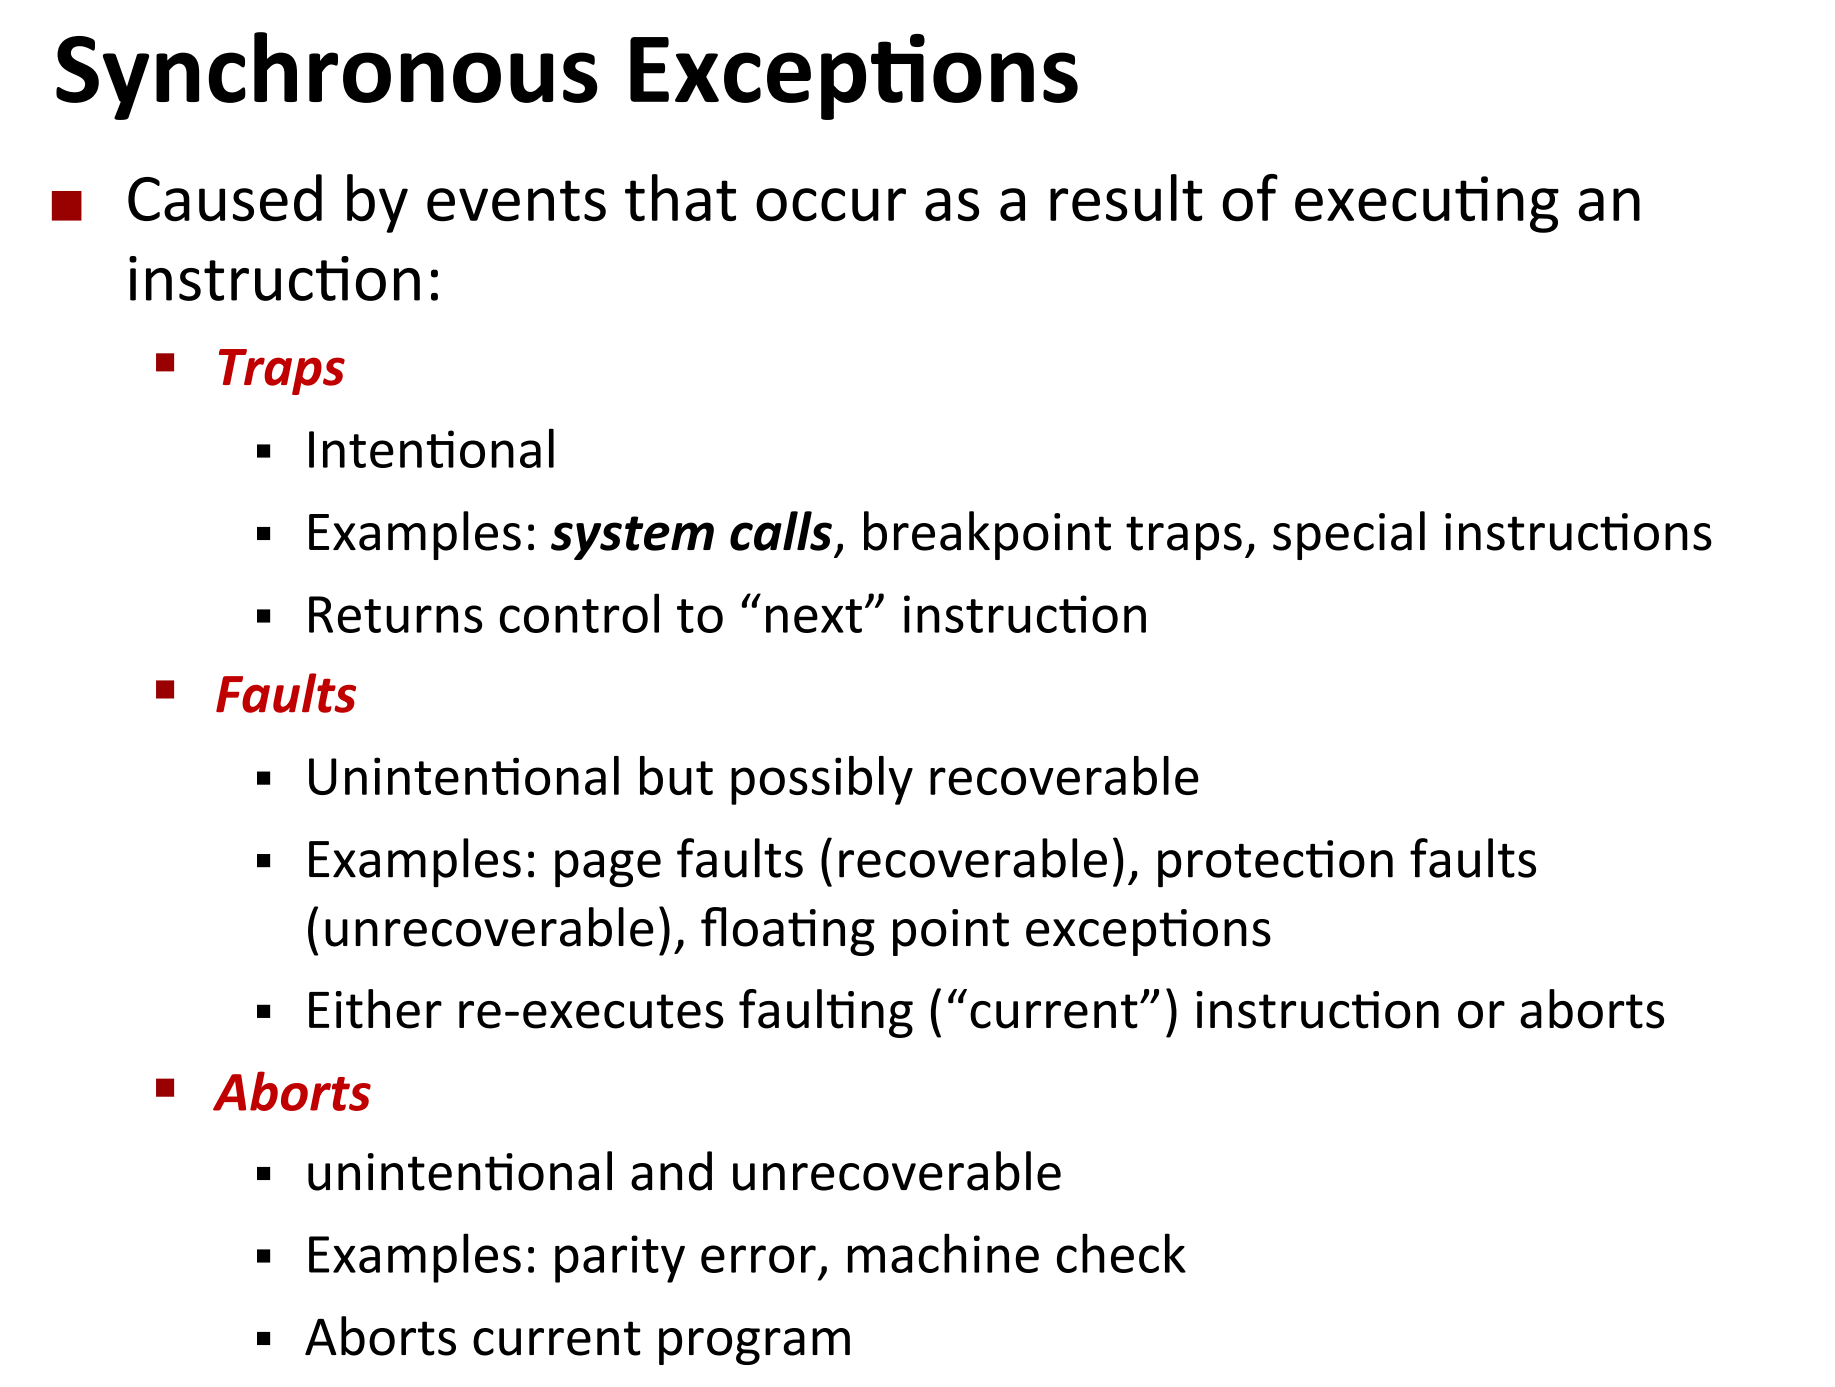 Synchronous Exceptions
Caused by events that occur as a result of executing an
instruction:
Traps
Intentional
Examples: system calls, breakpoint traps, special instructions
Returns control to “next” instruction
Faults
Unintentional but possibly recoverable
Examples: page faults (recoverable), protection faults
(unrecoverable), floating point exceptions
Either re-executes faulting (“current”) instruction or aborts
Aborts
unintentional and unrecoverable
Examples: parity error, machine check
Aborts current program